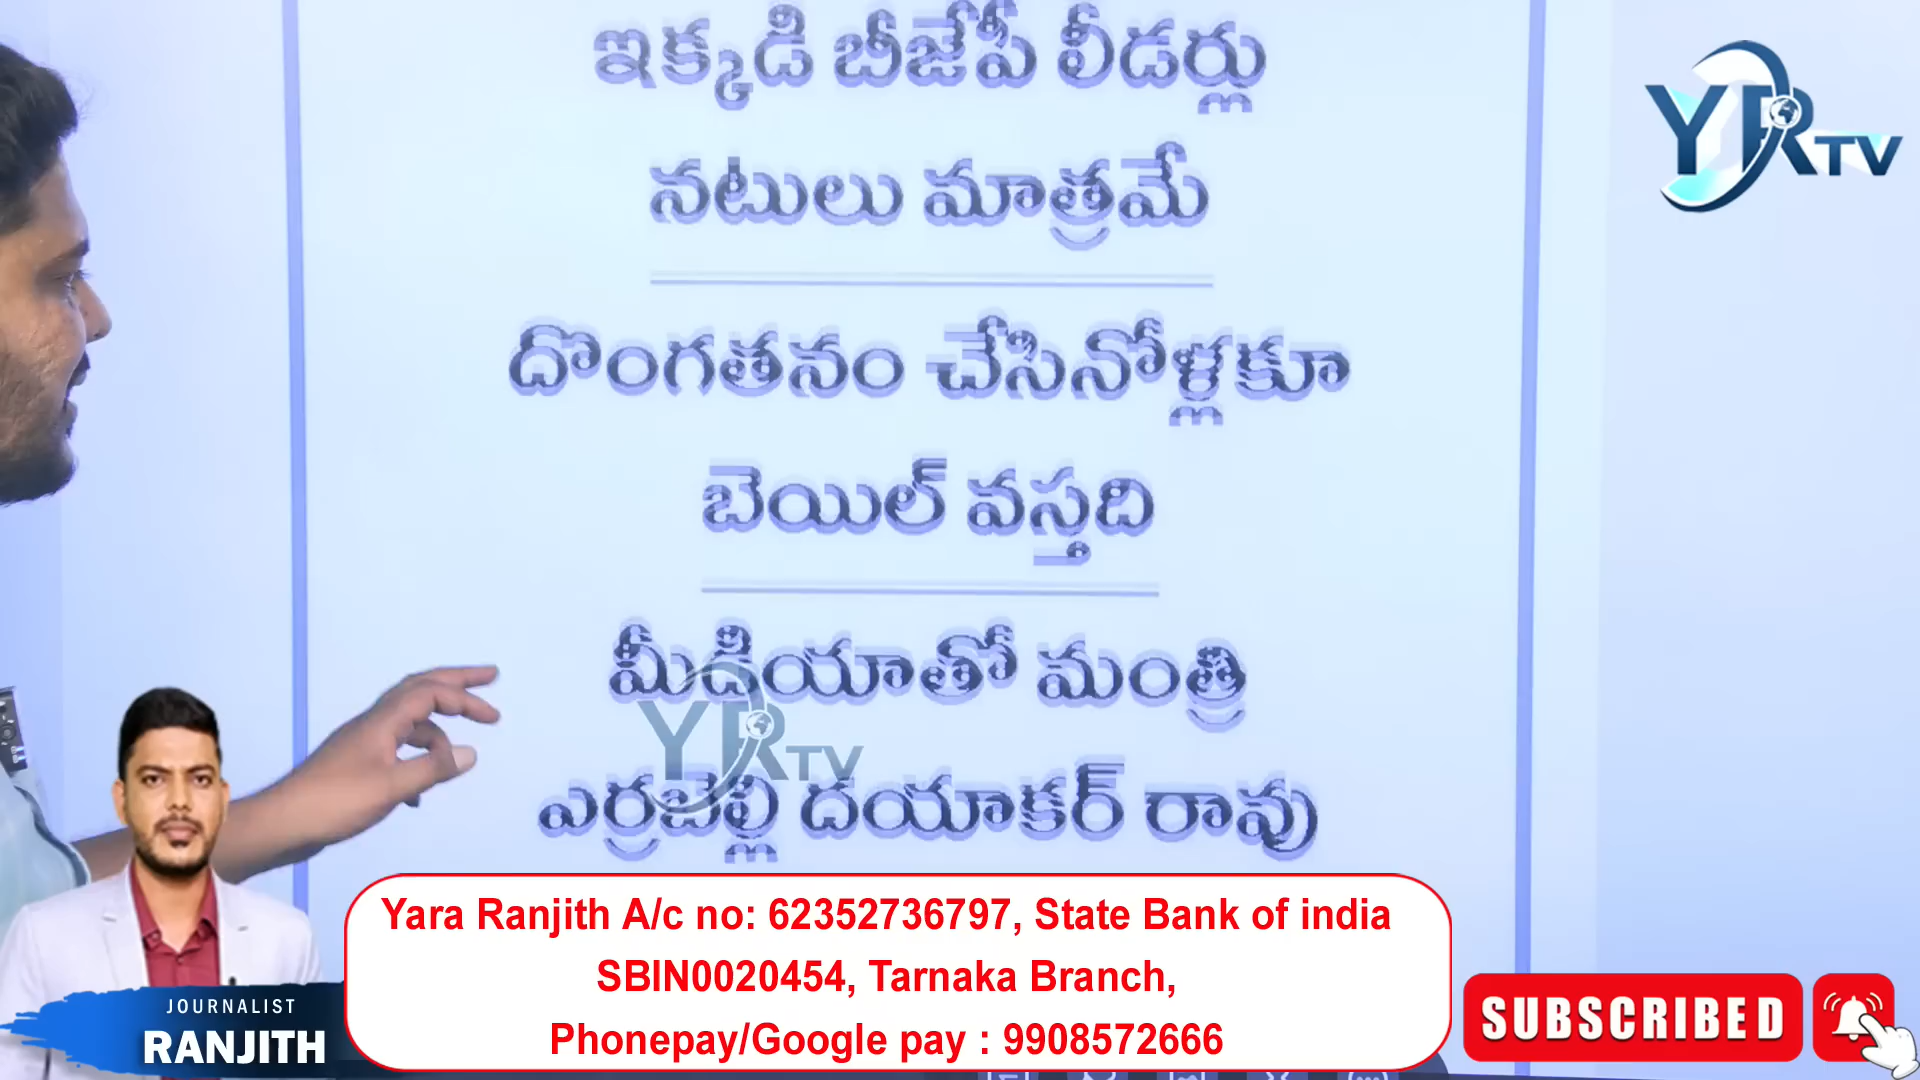 ఇక్కడి బీజేపీ లీడర్లు
నటులు మాత్రమే
దొంగతనం చేసినోళ్లకూ
బెయిల్ వస్తది
మీడియాతో మంత్రి
ఎర్రబెల్లి దయాకర్ రావు
YRTV
YRTV
JOURNALIST
RANJITH
Yara Ranjith A/c no: 62352736797, State Bank of india
SBIN0020454, Tarnaka Branch,
Phonepay/Google pay : 9908572666
SUBSCRIBED